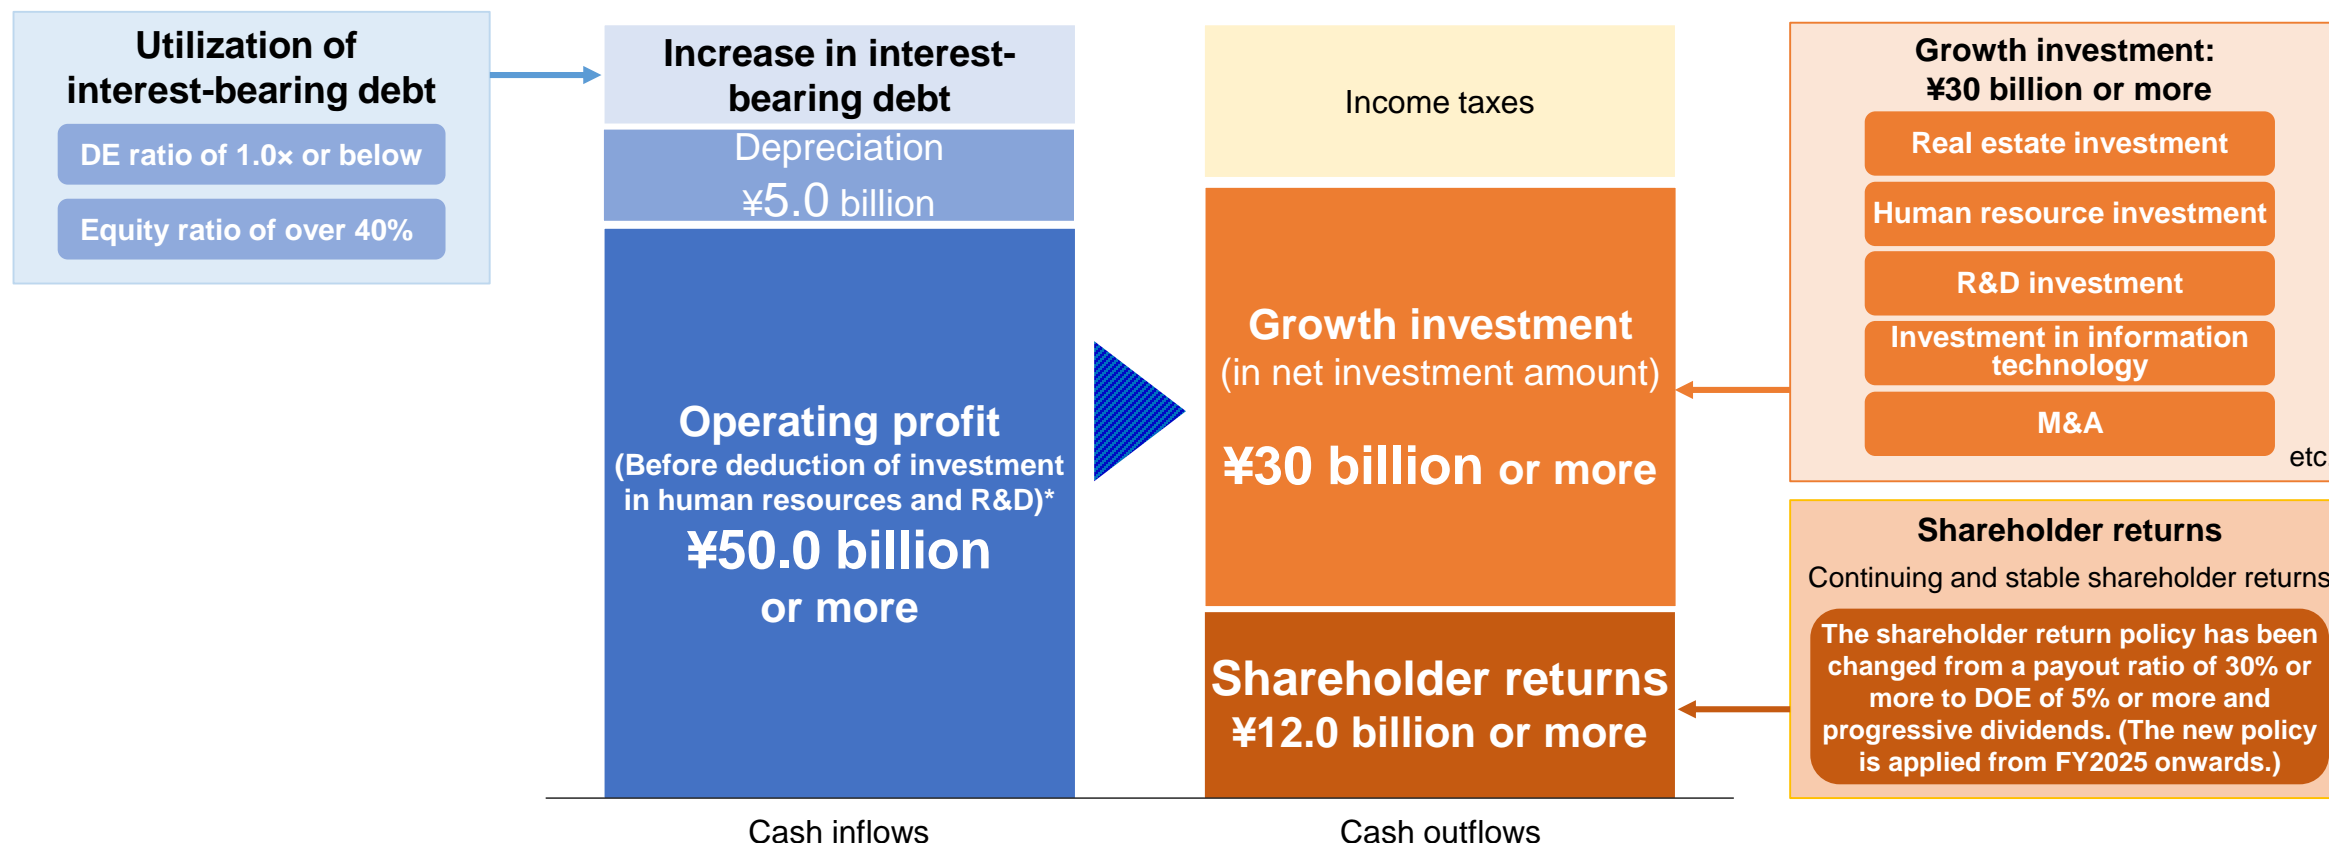 Utilization of
interest-bearing debt
DE ratio of 1.0× or below
Equity ratio of over 40%
Increase in interest-
bearing debt
Depreciation
¥5.0 billion
Operating profit
(Before deduction of investment
in human resources and R&D)*
¥50.0 billion
or more
Cash inflows
Income taxes
Growth investment
(in net investment amount)
¥30 billion or more
Shareholder returns
¥12.0 billion or more
Cash outflows
Growth investment:
¥30 billion or more
Real estate investment
Human resource investment
R&D investment
Investment in information
technology
M&A
etc.
Shareholder returns
Continuing and stable shareholder returns
The shareholder return policy has been
changed from a payout ratio of 30% or
more to DOE of 5% or more and
progressive dividends. (The new policy
is applied from FY2025 onwards.)